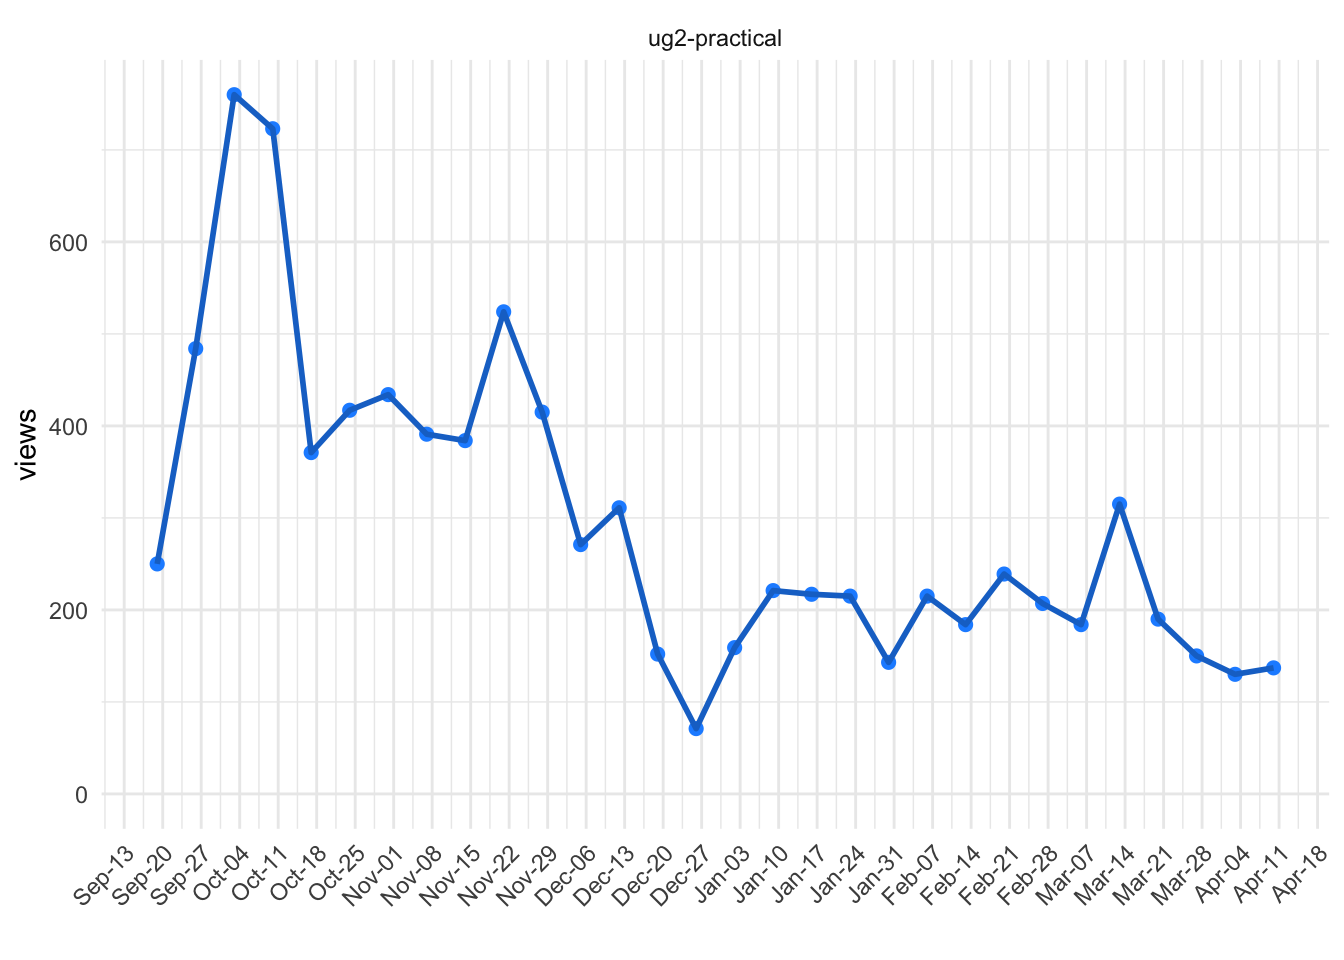 ug2-practical
views
600
400
200
0
Sep-13
Sep-20
Sep-27
Oct-04
Oct-11
Oct-18
Oct-25
Nov-01
Nov-08
Nov-15
Nov-22
Nov-29
Dec-06
Dec-13
Dec-20
Dec-27
Jan-03
Jan-10
Jan-17
Jan-24
Jan-31
Feb-07
Feb-14
Feb-21
Feb-28
Mar-07
Mar-14
Mar-21
Mar-28
Apr-04
Apr-11
Apr-18